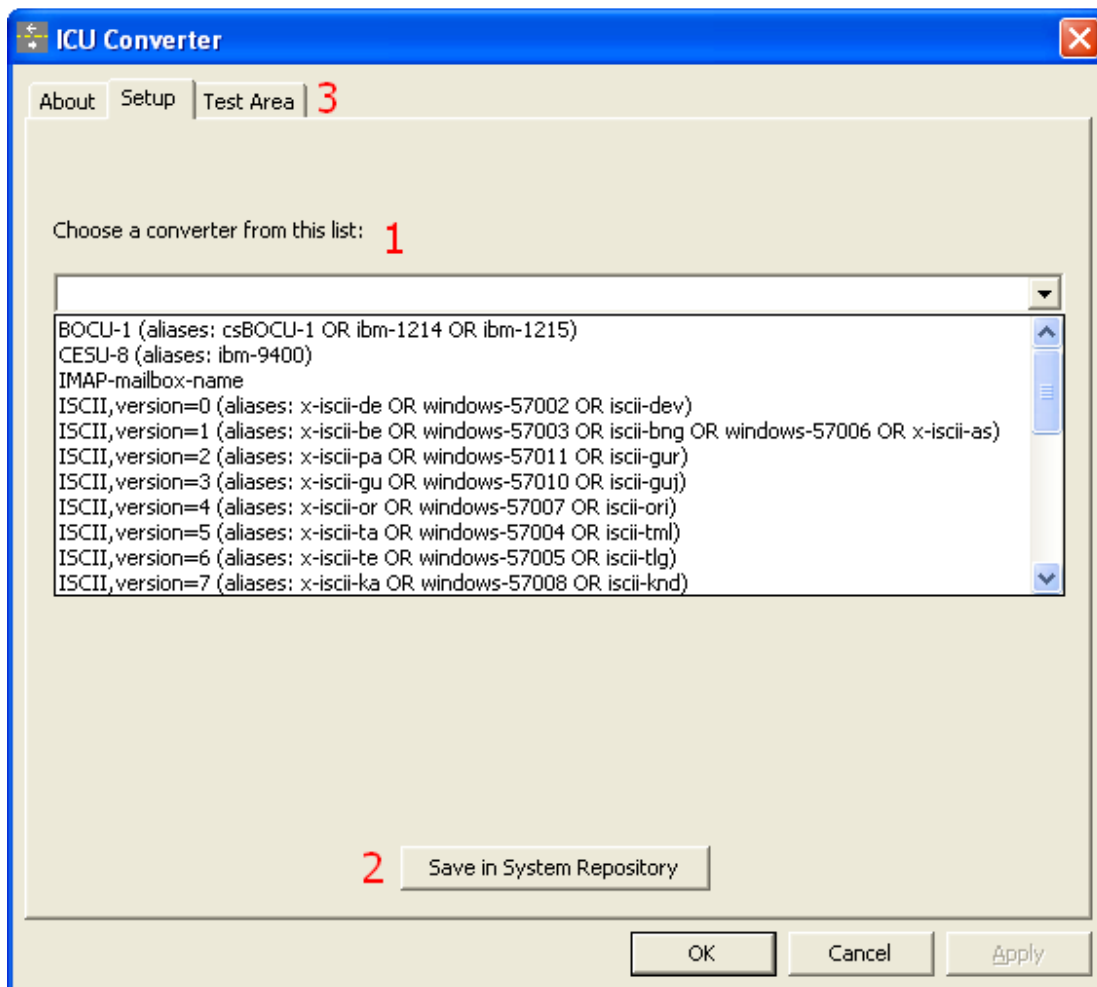 ICU Converter
About Setup Test Area 3
Choose a converter from this list: 1
BOCU-1 (aliases: csBOCU-1 OR ibm-1214 OR ibm-1215)
CESU-8 (aliases: ibm-9400)
IMAP-mailbox-name
ISCII,version=0 (aliases: x-iscii-de OR windows-57002 OR iscii-dev)
ISCII,version=1 (aliases: x-iscii-be OR windows-57003 OR iscii-bng OR windows-57006 OR x-iscii-as)
ISCII,version=2 (aliases: x-iscii-pa OR windows-57011 OR iscii-gur)
ISCII,version=3 (aliases: x-iscii-gu OR windows-57010 OR iscii-guj)
ISCII,version=4 (aliases: x-iscii-or OR windows-57007 OR iscii-ori)
ISCII,version=5 (aliases: x-iscii-ta OR windows-57004 OR iscii-tml)
ISCII,version=6 (aliases: x-iscii-te OR windows-57005 OR iscii-tlg)
ISCII,version=7 (aliases: x-iscii-ka OR windows-57008 OR iscii-knd)
2 Save in System Repository
OK Cancel Apply